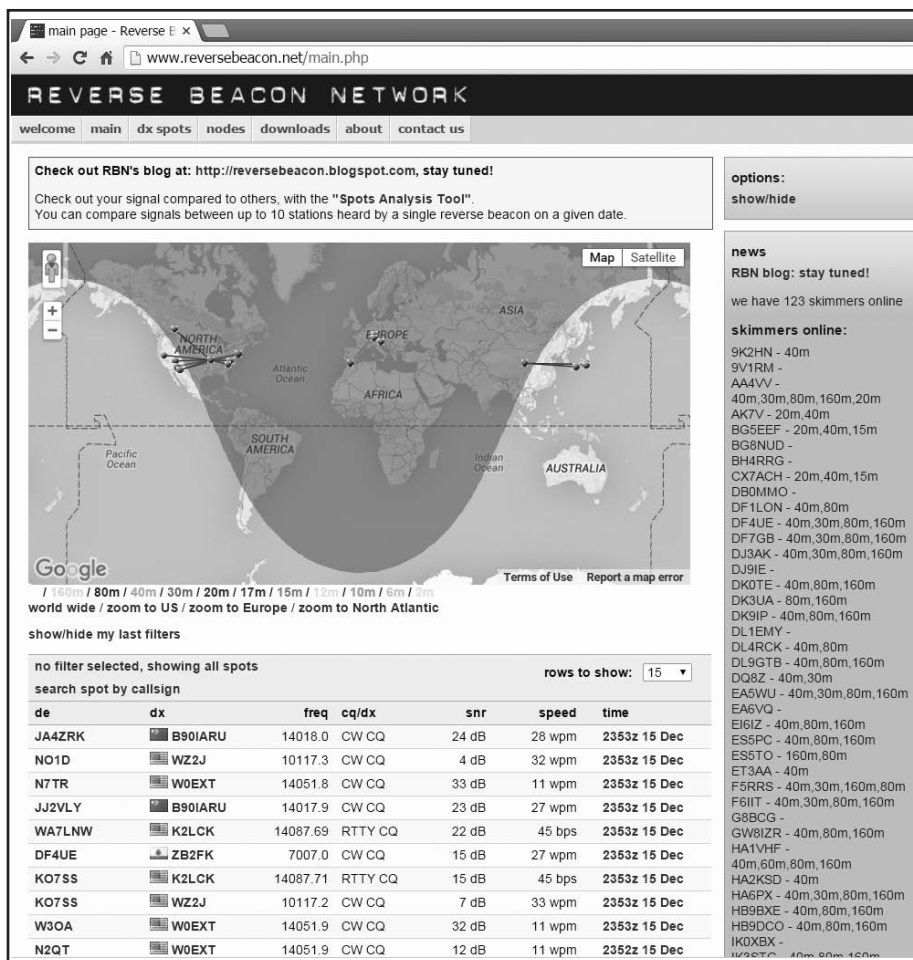 main page - Reverse B ×
www.reversebeacon.net/main.php
REVERSE BEACON NETWORK
welcome main dx spots nodes downloads about contact us
Check out RBN's blog at: http://reversebeacon.blogspot.com, stay tuned!
Check out your signal compared to others, with the "Spots Analysis Tool".
You can compare signals between up to 10 stations heard by a single reverse beacon on a given date.
Map Satellite
+
−
NORTH
AMERICA
EUROPE
ASIA
Atlantic
Ocean
AFRICA
SOUTH
AMERICA
Pacific
Ocean
Indian
Ocean
AUSTRALIA
Google
Terms of Use Report a map error
/ 160m / 80m / 40m / 30m / 20m / 17m / 15m / 12m / 10m / 6m / 2m
world wide / zoom to US / zoom to Europe / zoom to North Atlantic
show/hide my last filters
no filter selected, showing all spots
rows to show: 15
search spot by callsign
de dx freq cq/dx snr speed time
JA4ZRK B90IARU 14018.0 CW CQ 24 dB 28 wpm 2353z 15 Dec
NO1D WZ2J 10117.3 CW CQ 4 dB 32 wpm 2353z 15 Dec
N7TR W0EXT 14051.8 CW CQ 33 dB 11 wpm 2353z 15 Dec
JJ2VLY B90IARU 14017.9 CW CQ 23 dB 27 wpm 2353z 15 Dec
WA7LNW K2LCK 14087.69 RTTY CQ 22 dB 45 bps 2353z 15 Dec
DF4UE ZB2FK 7007.0 CW CQ 15 dB 27 wpm 2353z 15 Dec
KO7SS K2LCK 14087.71 RTTY CQ 15 dB 45 bps 2353z 15 Dec
KO7SS WZ2J 10117.2 CW CQ 7 dB 33 wpm 2353z 15 Dec
W3OA W0EXT 14051.9 CW CQ 32 dB 11 wpm 2353z 15 Dec
N2QT W0EXT 14051.9 CW CQ 12 dB 11 wpm 2352z 15 Dec
options:
show/hide
news
RBN blog: stay tuned!
we have 123 skimmers online
skimmers online:
9K2HN - 40m
9V1RM -
AA4VV -
40m,30m,80m,160m,20m
AK7V - 20m,40m
BG5EEF - 20m,40m,15m
BG8NUD -
BH4RRG -
CX7ACH - 20m,40m,15m
DB0MMO -
DF1LON - 40m,80m
DF4UE - 40m,30m,80m,160m
DF7GB - 40m,30m,80m,160m
DJ3AK - 40m,30m,80m,160m
DJ9IE -
DK0TE - 40m,80m,160m
DK3UA - 80m,160m
DK9IP - 40m,80m,160m
DL1EMY -
DL4RCK - 40m,80m
DL9GTB - 40m,80m,160m
DQ8Z - 40m,30m
EA5WU - 40m,30m,80m,160m
EA6VQ -
EI6IZ - 40m,80m,160m
ES5PC - 40m,80m,160m
ES5TO - 160m,80m
ET3AA - 40m
F5RRS - 40m,30m,160m,80m
F6IIT - 40m,30m,80m,160m
G8BCG -
GW8IZR - 40m,80m,160m
HA1VHF -
40m,60m,80m,160m
HA2KSD - 40m
HA6PX - 40m,30m,80m,160m
HB9BXE - 40m,80m,160m
HB9DCO - 40m,80m,160m
IK0XBX -
IK3STG - 40m,80m,160m